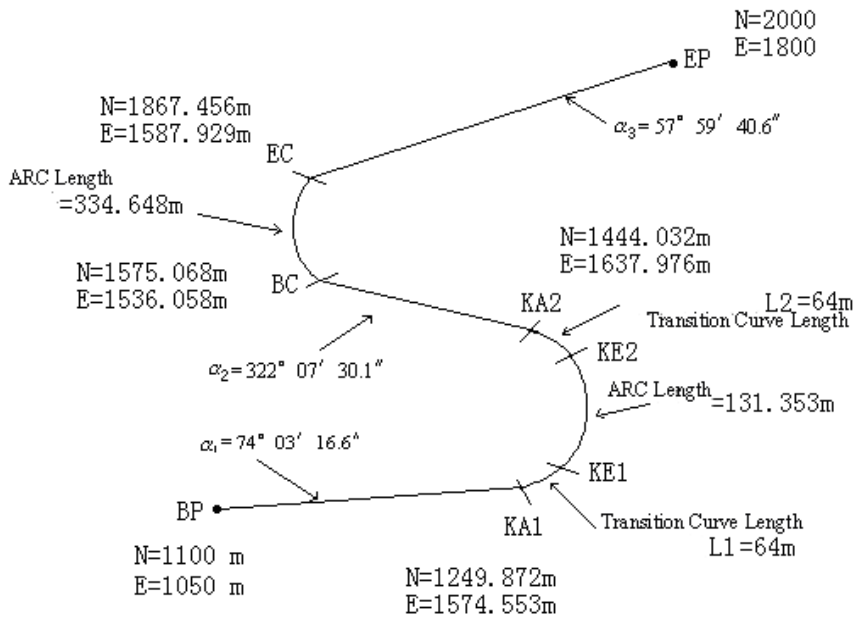 N=2000
E=1800
EP
N=1867.456m
E=1587.929m
α₃=57° 59′ 40.6″
EC
ARC Length
=334.648m
N=1444.032m
E=1637.976m
N=1575.068m
E=1536.058m
BC
KA2
L2=64m
Transition Curve Length
KE2
α₂=322° 07′ 30.1″
ARC Length
=131.353m
α₁=74° 03′ 16.6″
KE1
BP
KA1
Transition Curve Length
L1=64m
N=1100 m
E=1050 m
N=1249.872m
E=1574.553m